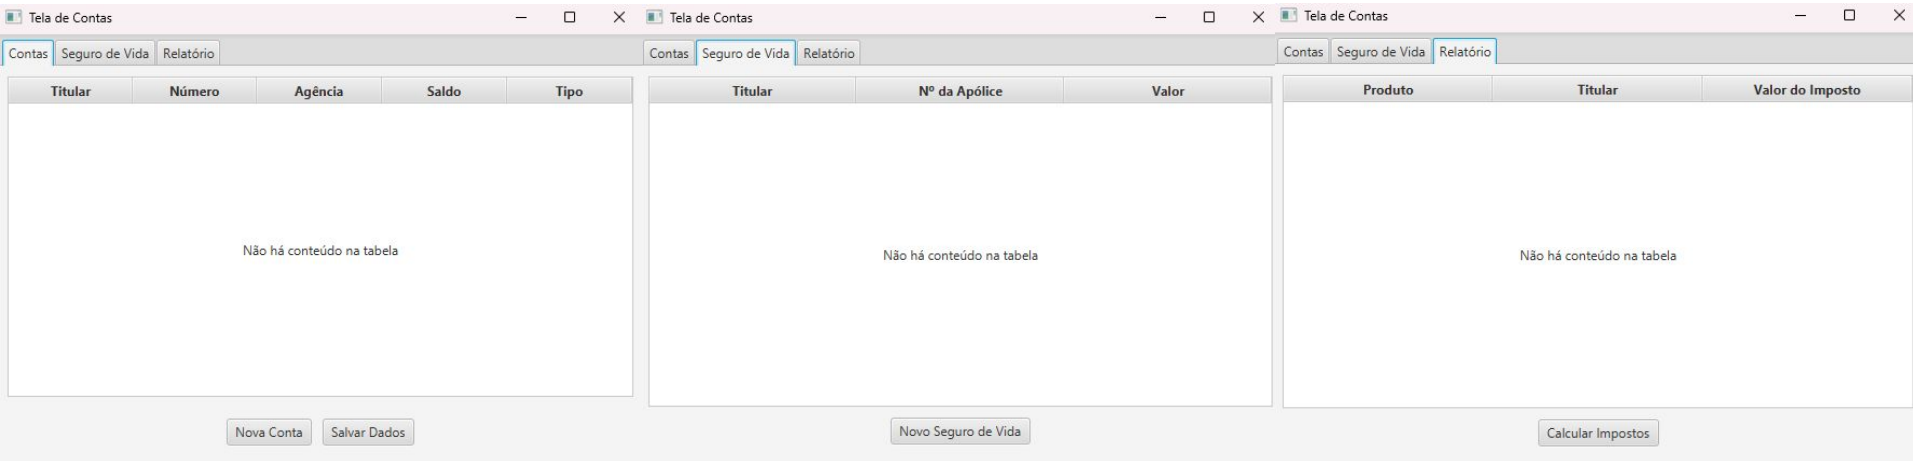 Tela de Contas
Contas Seguro de Vida Relatório
Titular Número Agência Saldo Tipo
Não há conteúdo na tabela
Nova Conta Salvar Dados
Tela de Contas
Contas Seguro de Vida Relatório
Titular Nº da Apólice Valor
Não há conteúdo na tabela
Novo Seguro de Vida
Tela de Contas
Contas Seguro de Vida Relatório
Produto Titular Valor do Imposto
Não há conteúdo na tabela
Calcular Impostos